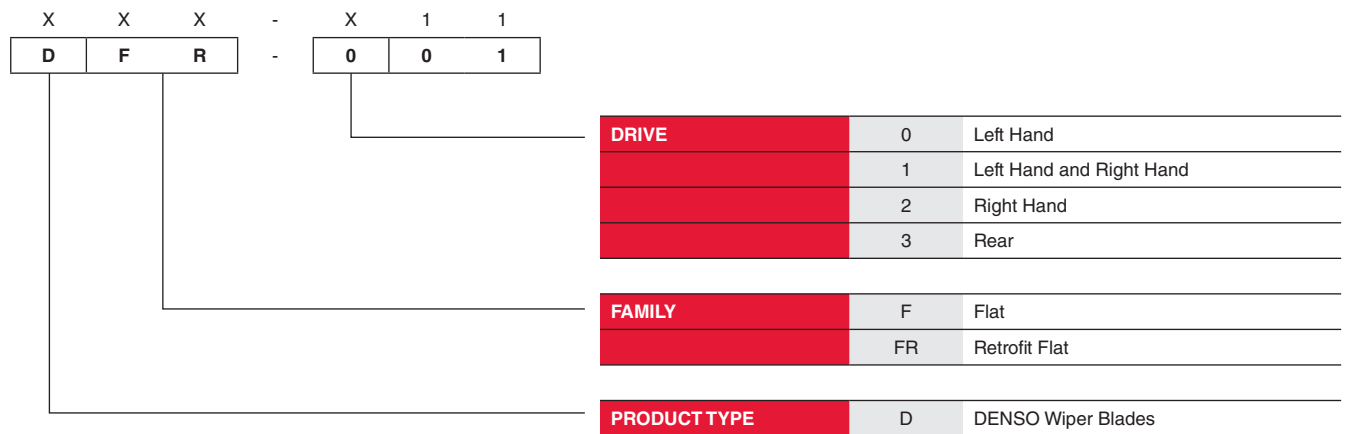 X X X - X 1 1
D F R - 0 0 1
DRIVE 0 Left Hand
1 Left Hand and Right Hand
2 Right Hand
3 Rear
FAMILY F Flat
FR Retrofit Flat
PRODUCT TYPE D DENSO Wiper Blades